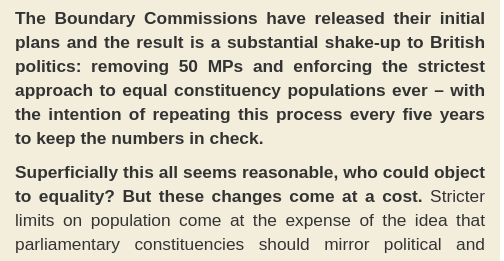 The Boundary Commissions have released their initial
plans and the result is a substantial shake-up to British
politics: removing 50 MPs and enforcing the strictest
approach to equal constituency populations ever – with
the intention of repeating this process every five years
to keep the numbers in check.
Superficially this all seems reasonable, who could object
to equality? But these changes come at a cost. Stricter
limits on population come at the expense of the idea that
parliamentary constituencies should mirror political and